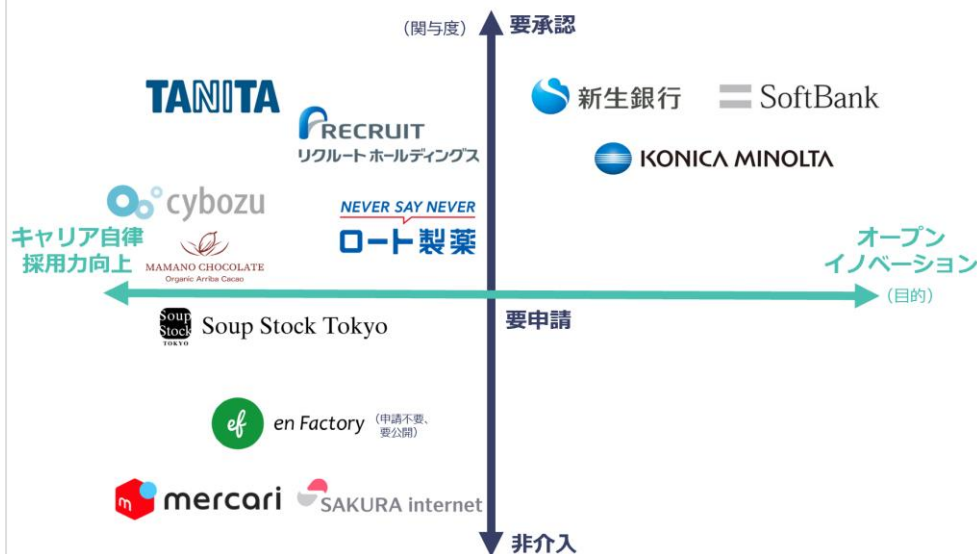 (関与度)
要承認
TANITA
RECRUIT
リクルート ホールディングス
新生銀行
SoftBank
KONICA MINOLTA
cybozu
NEVER SAY NEVER
ロート製薬
キャリア自律
採用力向上
MAMANO CHOCOLATE
Organic Arriba Cacao
オープン
イノベーション
(目的)
要申請
Soup
Stock
TOKYO
Soup Stock Tokyo
ef
en Factory
(申請不要、
要公開)
m
mercari
SAKURA internet
非介入